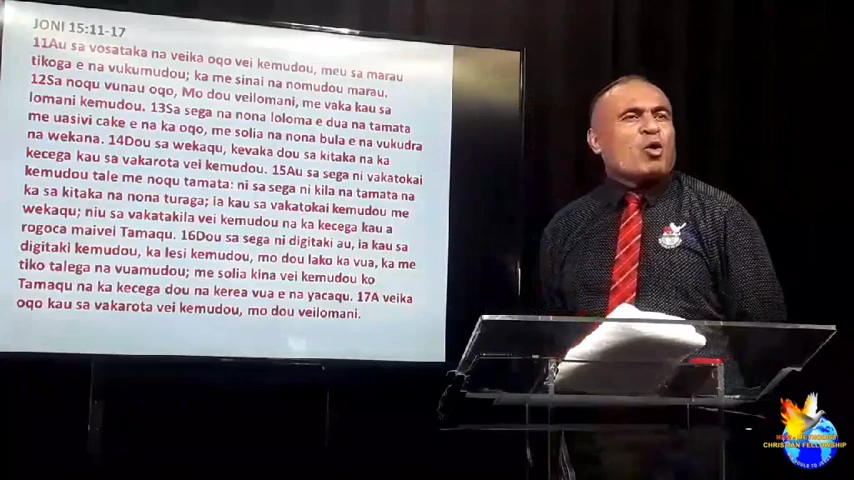 JONI 15:11-17
11Au sa vosataka na veika oqo vei kemudou, meu sa marau
tikoga e na vukumudou; ka me sinai na nomudou marau.
12Sa noqu vunau oqo, Mo dou veilomani, me vaka kau sa
lomani kemudou. 13Sa sega na nona loloma e dua na tamata
me uasivi cake e na ka oqo, me solia na nona bula e na vukudra
na wekana. 14Dou sa wekaqu, kevaka dou sa kitaka na ka
kecega kau sa vakarota vei kemudou. 15Au sa sega ni vakatokai
kemudou tale me noqu tamata: ni sa sega ni kila na tamata na
ka sa kitaka na nona turaga; ia kau sa vakatokai kemudou me
wekaqu; niu sa vakatakila vei kemudou na ka kecega kau a
rogoca maivei Tamaqu. 16Dou sa sega ni digitaki au, ia kau sa
digitaki kemudou, ka lesi kemudou, mo dou lako ka vua, ka me
tiko talega na vuamudou; me solia kina vei kemudou ko
Tamaqu na ka kecega dou na kerea vua e na yacaqu. 17A veika
oqo kau sa vakarota vei kemudou, mo dou veilomani.
CHRISTIAN FELLOWSHIP